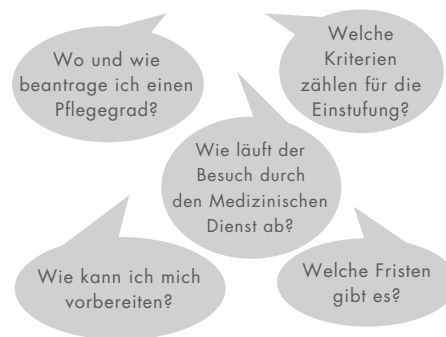 Wo und wie
beantrage ich einen
Pflegegrad?
Welche
Kriterien
zählen für die
Einstufung?
Wie läuft der
Besuch durch
den Medizinischen
Dienst ab?
Wie kann ich mich
vorbereiten?
Welche Fristen
gibt es?